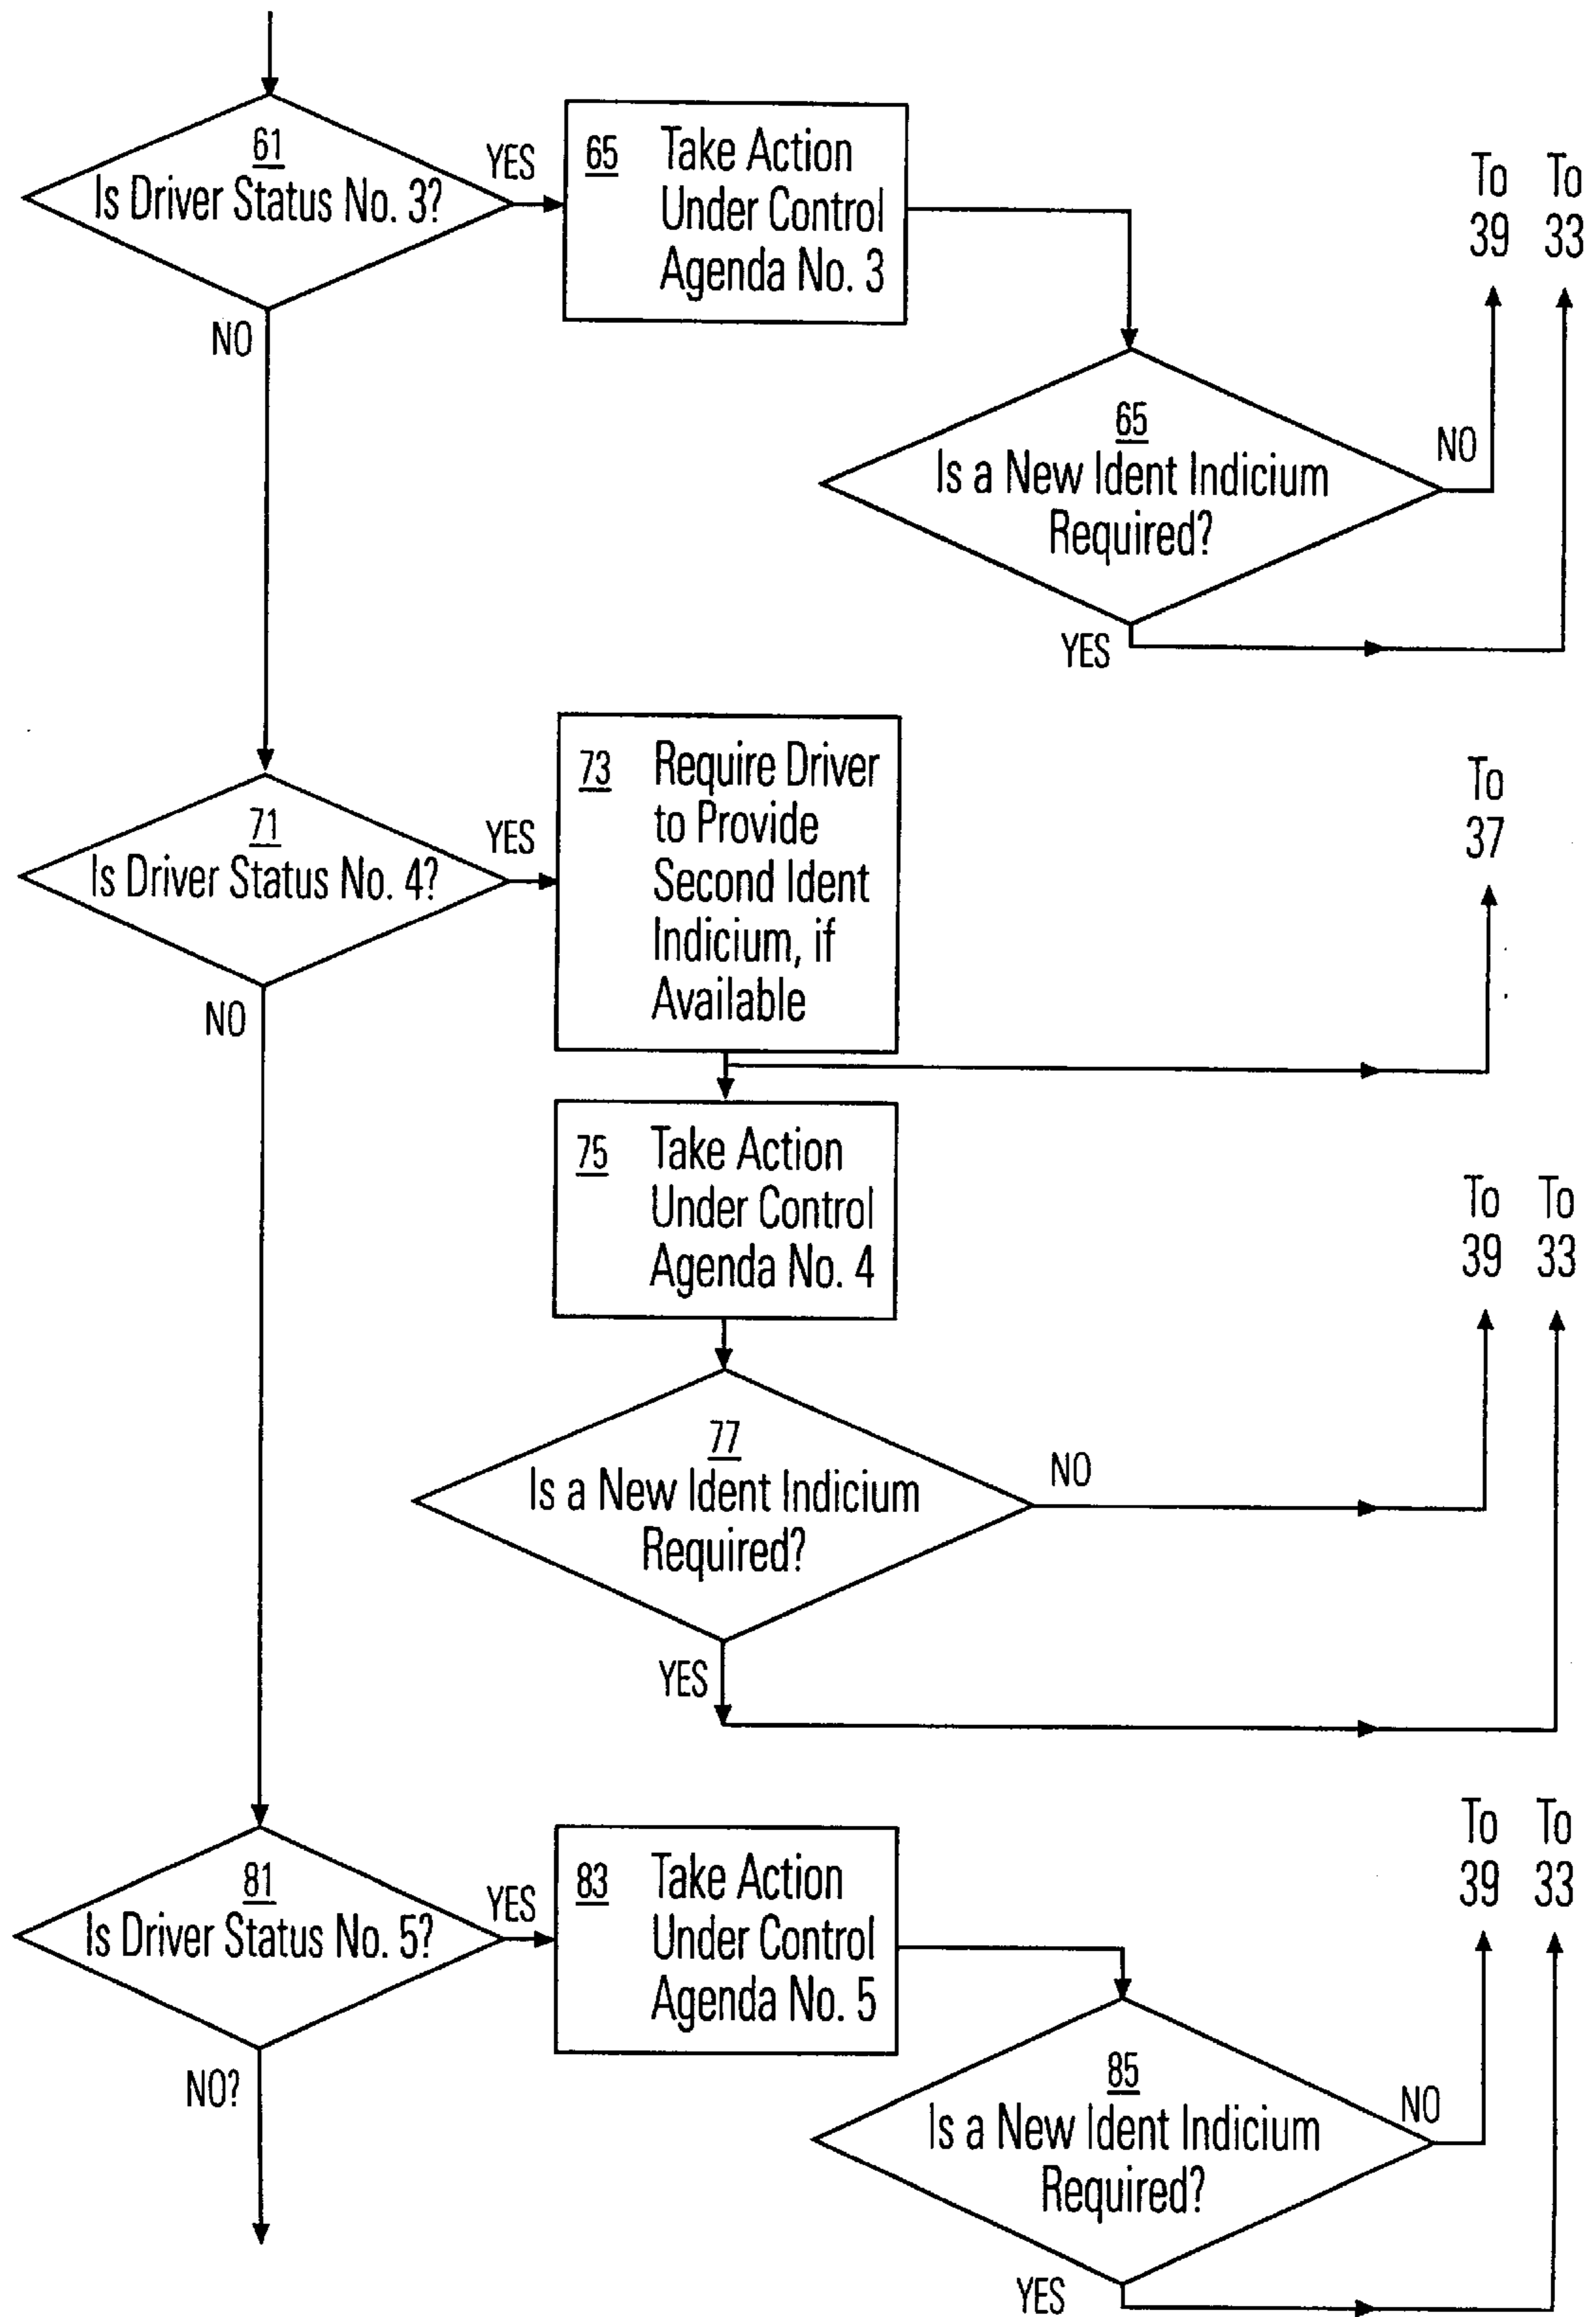 61
Is Driver Status No. 3?
YES
65 Take Action
Under Control
Agenda No. 3
To To
39 33
NO
65
Is a New Ident Indicium
Required?
NO
YES
71
Is Driver Status No. 4?
YES
73 Require Driver
to Provide
Second Ident
Indicium, if
Available
To
37
NO
75 Take Action
Under Control
Agenda No. 4
To To
39 33
77
Is a New Ident Indicium
Required?
NO
YES
81
Is Driver Status No. 5?
YES
83 Take Action
Under Control
Agenda No. 5
To To
39 33
NO?
85
Is a New Ident Indicium
Required?
NO
YES